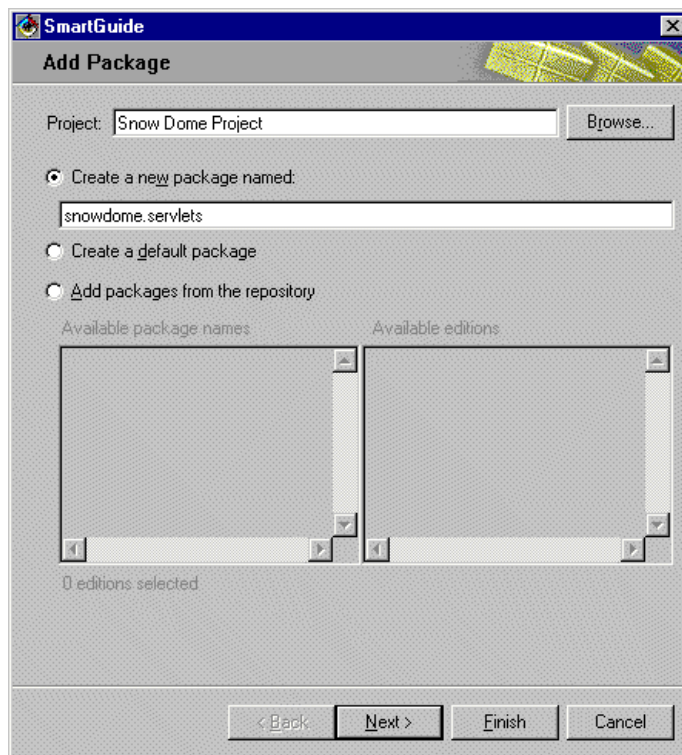 SmartGuide
Add Package
Project: Snow Dome Project Browse...
Create a new package named:
snowdome.servlets
Create a default package
Add packages from the repository
Available package names Available editions
0 editions selected
< Back Next > Finish Cancel